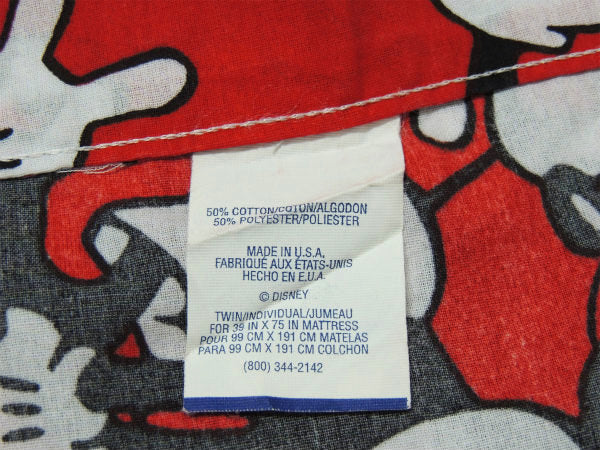 50% COTTON/COTON/ALGODON
50% POLYESTER/POLIESTER
MADE IN U.S.A,
FABRIQUÉ AUX ÉTATS-UNIS
HECHO EN E.U.A.
© DISNEY
TWIN/INDIVIDUAL/JUMEAU
FOR 39 IN X 75 IN MATTRESS
POUR 99 CM X 191 CM MATELAS
PARA 99 CM X 191 CM COLCHON
(800) 344-2142